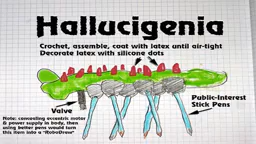 Hallucigenia
Crochet, assemble, coat with latex until air-tight
Decorate latex with silicone dots
Public-Interest
Stick Pens
Valve
Note: connecting eccentric motor
& power supply in body, then
using better pens would turn
this item into a "RoboDrew"